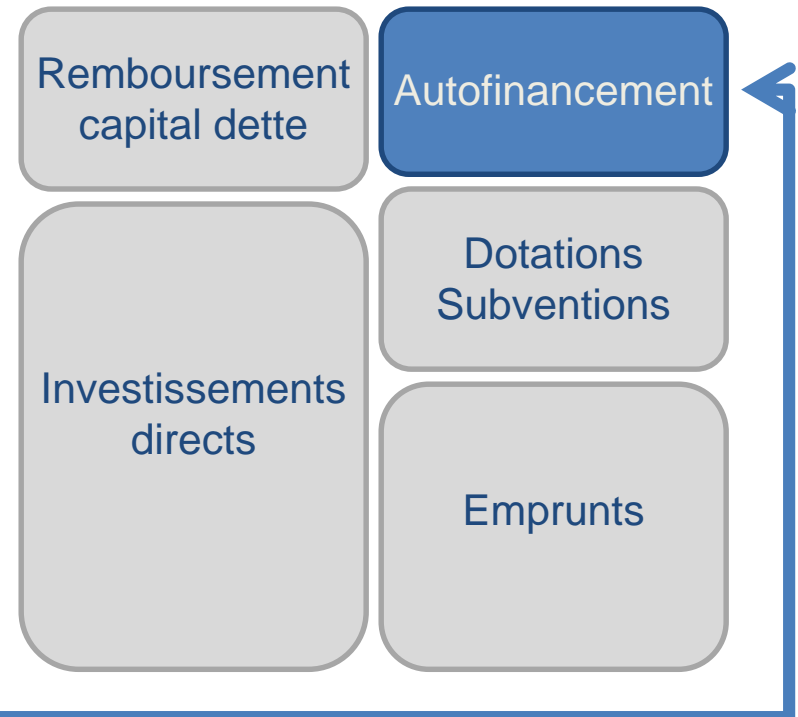 Remboursement
capital dette
Autofinancement
Dotations
Subventions
Investissements
directs
Emprunts